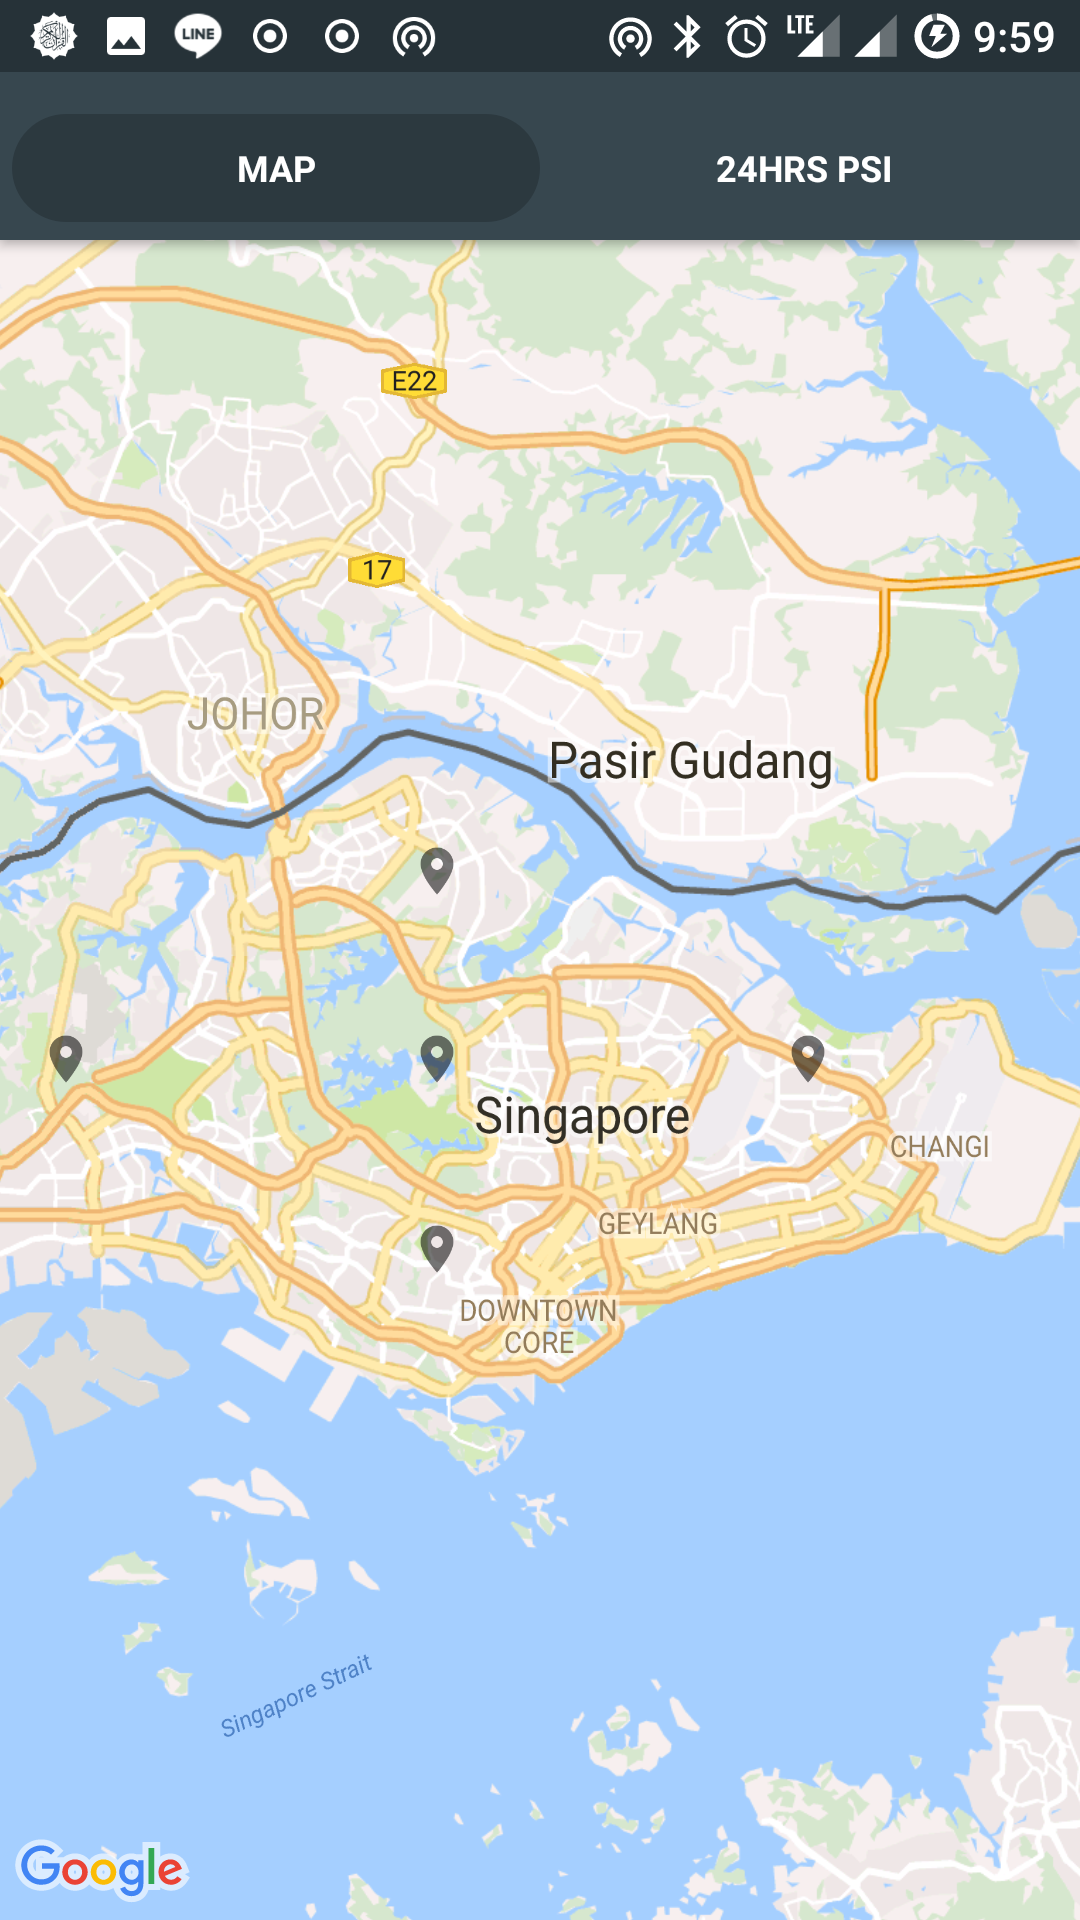 LINE
LTE
9:59
MAP
24HRS PSI
E22
17
JOHOR
Pasir Gudang
Singapore
CHANGI
GEYLANG
DOWNTOWN
CORE
Singapore Strait
Google